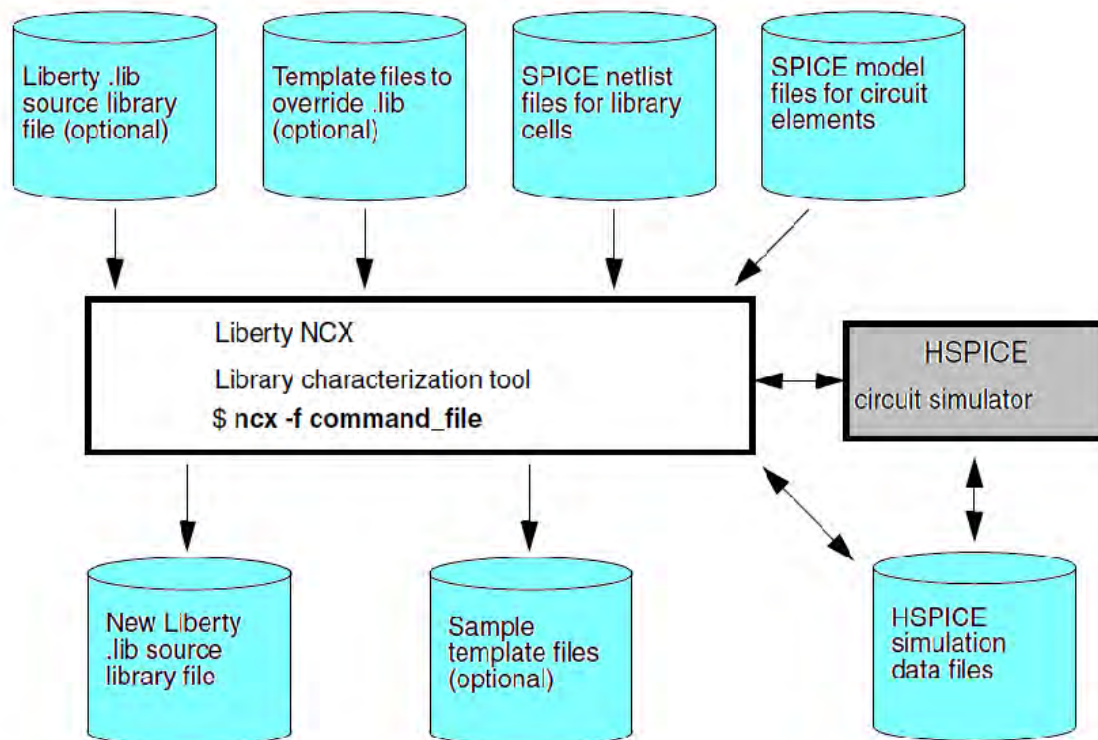 Liberty .lib
source library
file (optional)
Template files to
override .lib
(optional)
SPICE netlist
files for library
cells
SPICE model
files for circuit
elements
Liberty NCX
Library characterization tool
$ ncx -f command_file
HSPICE
circuit simulator
New Liberty
.lib source
library file
Sample
template files
(optional)
HSPICE
simulation
data files